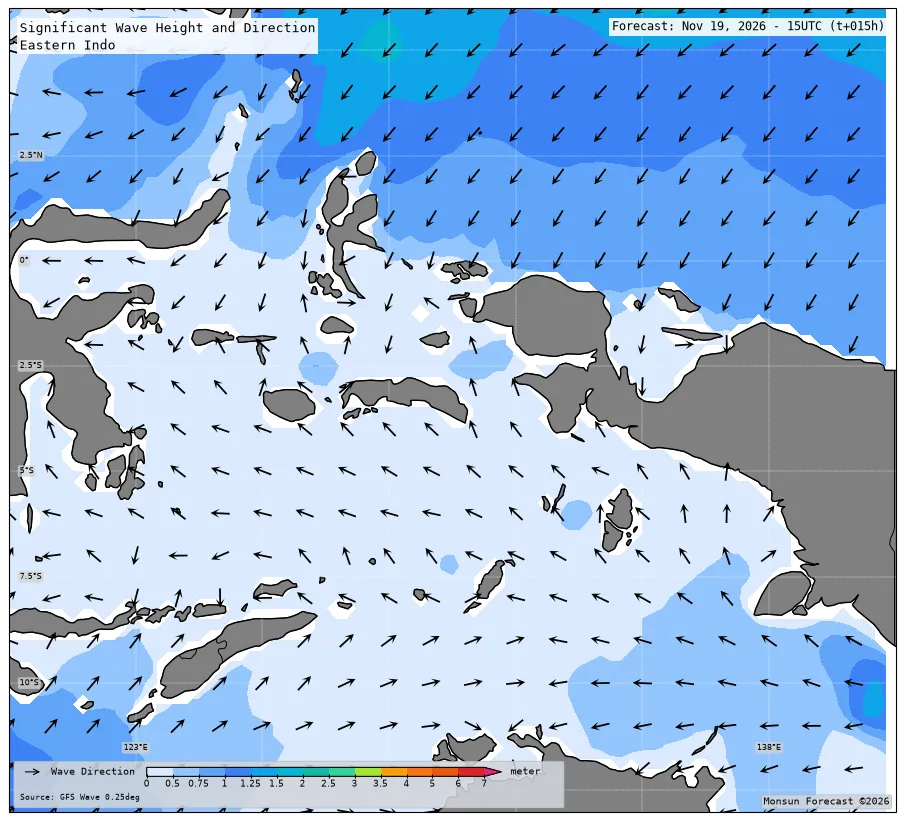 Significant Wave Height and Direction
Eastern Indo
Forecast: Nov 19, 2026 - 15UTC (t+015h)
2.5°N
0°
2.5°S
5°S
7.5°S
10°S
123°E
138°E
Wave Direction
meter
0 0.5 0.75 1 1.25 1.5 2 2.5 3 3.5 4 5 6 7
Source: GFS Wave 0.25deg
Monsun Forecast ©2026